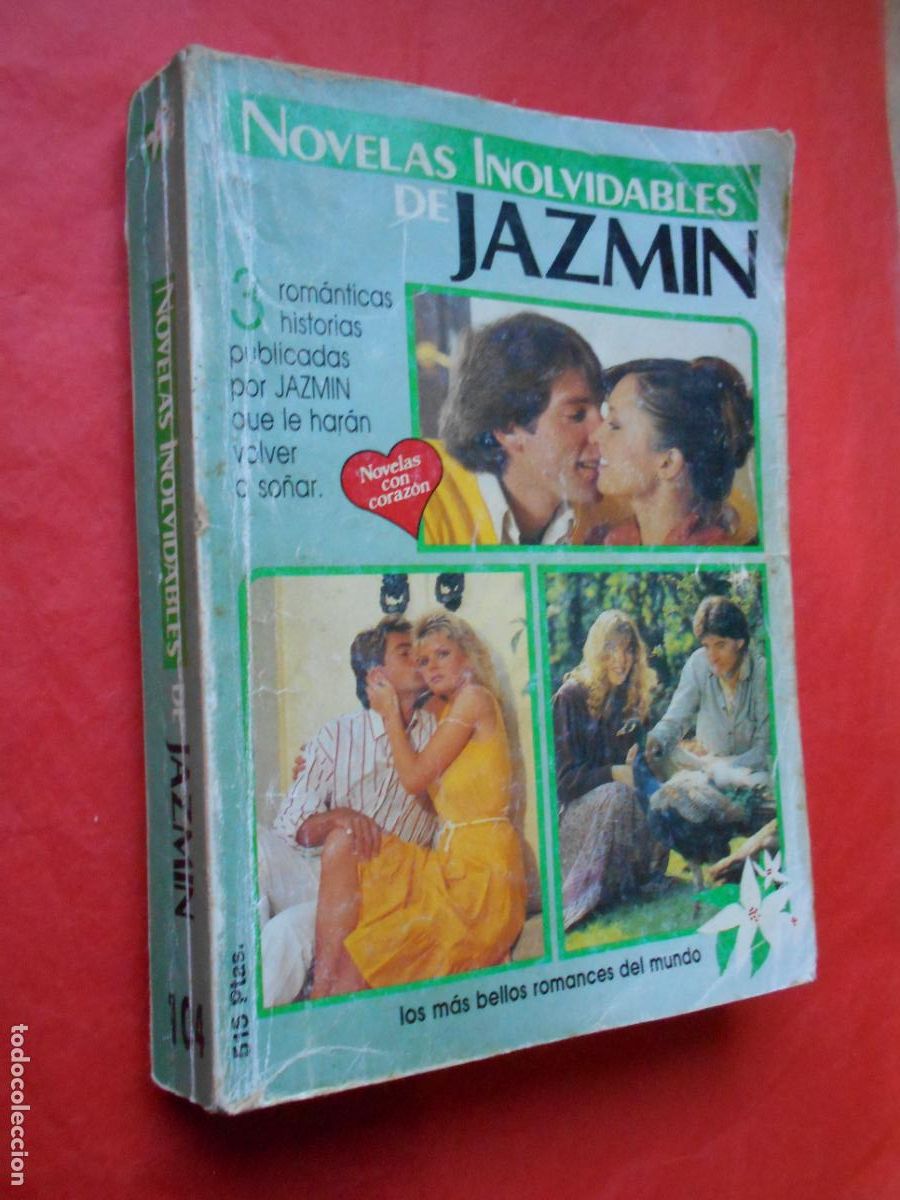 NOVELAS INOLVIDABLES
DE JAZMIN
3 románticas
historias
publicadas
por JAZMIN
que le harán
volver
a soñar.
Novelas
con
corazón
los más bellos romances del mundo
515 Ptas.
NOVELAS INOLVIDABLES DE JAZMIN
104
todocoleccion
todocoleccion